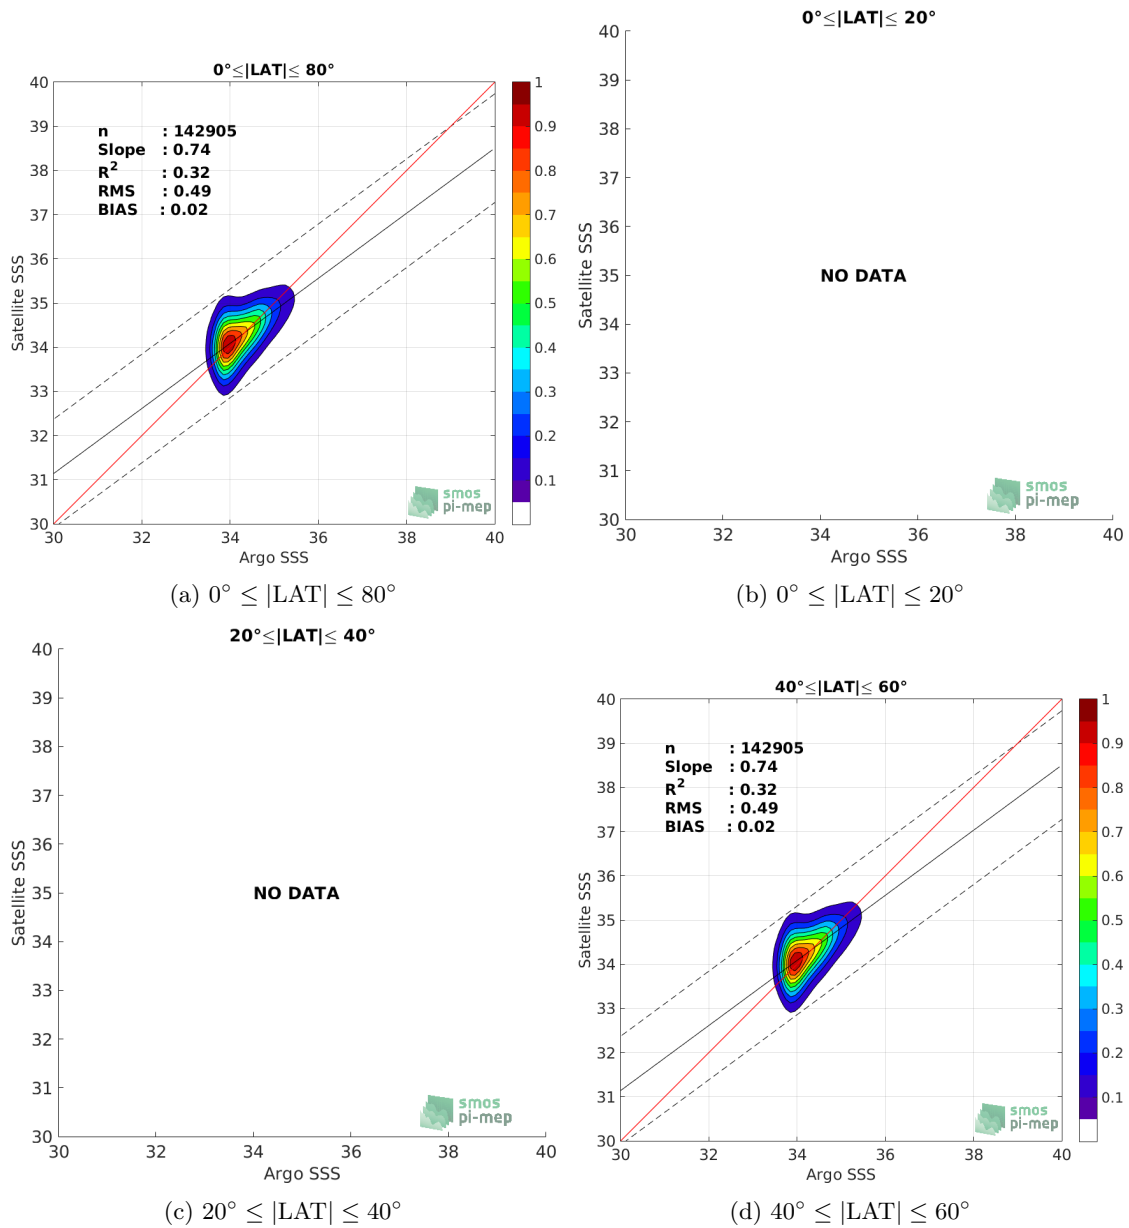 0°≤|LAT|≤ 80°
40
39
38
37
36
35
34
33
32
31
30
Satellite SSS
n : 142905
Slope : 0.74
R² : 0.32
RMS : 0.49
BIAS : 0.02
smos
pi-mep
30 32 34 36 38 40
Argo SSS
1
0.9
0.8
0.7
0.6
0.5
0.4
0.3
0.2
0.1
(a) 0° ≤ |LAT| ≤ 80°
0°≤|LAT|≤ 20°
40
39
38
37
36
35
34
33
32
31
30
Satellite SSS
NO DATA
smos
pi-mep
30 32 34 36 38 40
Argo SSS
(b) 0° ≤ |LAT| ≤ 20°
20°≤|LAT|≤ 40°
40
39
38
37
36
35
34
33
32
31
30
Satellite SSS
NO DATA
smos
pi-mep
30 32 34 36 38 40
Argo SSS
(c) 20° ≤ |LAT| ≤ 40°
40°≤|LAT|≤ 60°
40
39
38
37
36
35
34
33
32
31
30
Satellite SSS
n : 142905
Slope : 0.74
R² : 0.32
RMS : 0.49
BIAS : 0.02
smos
pi-mep
30 32 34 36 38 40
Argo SSS
1
0.9
0.8
0.7
0.6
0.5
0.4
0.3
0.2
0.1
(d) 40° ≤ |LAT| ≤ 60°